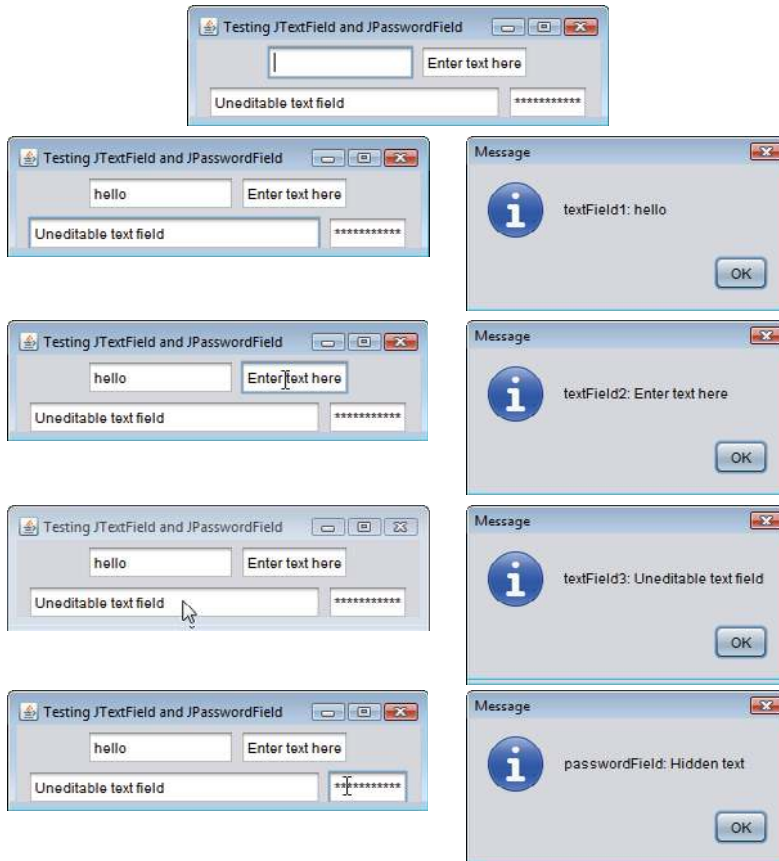 Testing JTextField and JPasswordField
Enter text here
Uneditable text field ***********
Testing JTextField and JPasswordField
hello Enter text here
Uneditable text field ***********
Message
textField1: hello
OK
Testing JTextField and JPasswordField
hello Enter text here
Uneditable text field ***********
Message
textField2: Enter text here
OK
Testing JTextField and JPasswordField
hello Enter text here
Uneditable text field ***********
Message
textField3: Uneditable text field
OK
Testing JTextField and JPasswordField
hello Enter text here
Uneditable text field ***********
Message
passwordField: Hidden text
OK